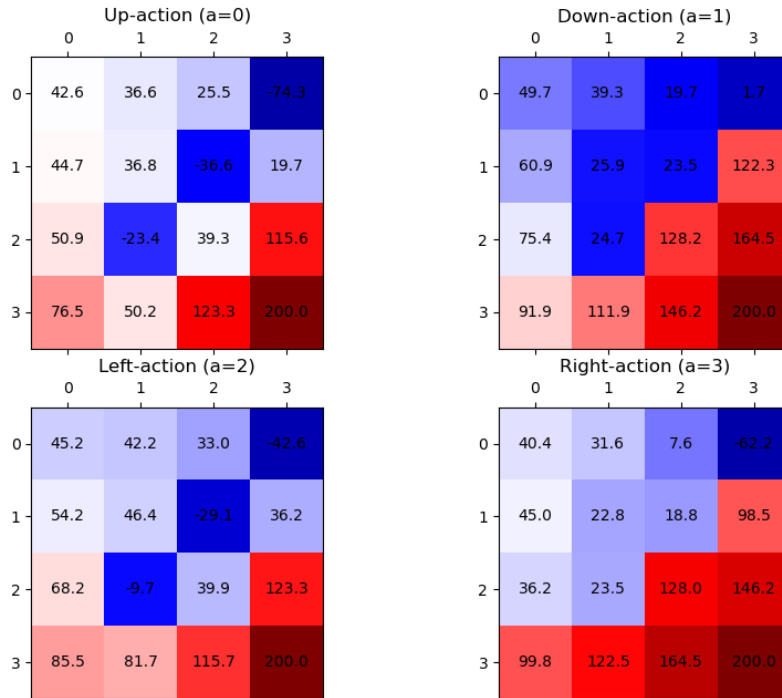 Up-action (a=0) Down-action (a=1)
0 1 2 3 0 1 2 3
0 42.6 36.6 25.5 -74.3 0 49.7 39.3 19.7 1.7
1 44.7 36.8 -36.6 19.7 1 60.9 25.9 23.5 122.3
2 50.9 -23.4 39.3 115.6 2 75.4 24.7 128.2 164.5
3 76.5 50.2 123.3 200.0 3 91.9 111.9 146.2 200.0
Left-action (a=2) Right-action (a=3)
0 1 2 3 0 1 2 3
0 45.2 42.2 33.0 -42.6 0 40.4 31.6 7.6 -62.2
1 54.2 46.4 -29.1 36.2 1 45.0 22.8 18.8 98.5
2 68.2 -9.7 39.9 123.3 2 36.2 23.5 128.0 146.2
3 85.5 81.7 115.7 200.0 3 99.8 122.5 164.5 200.0